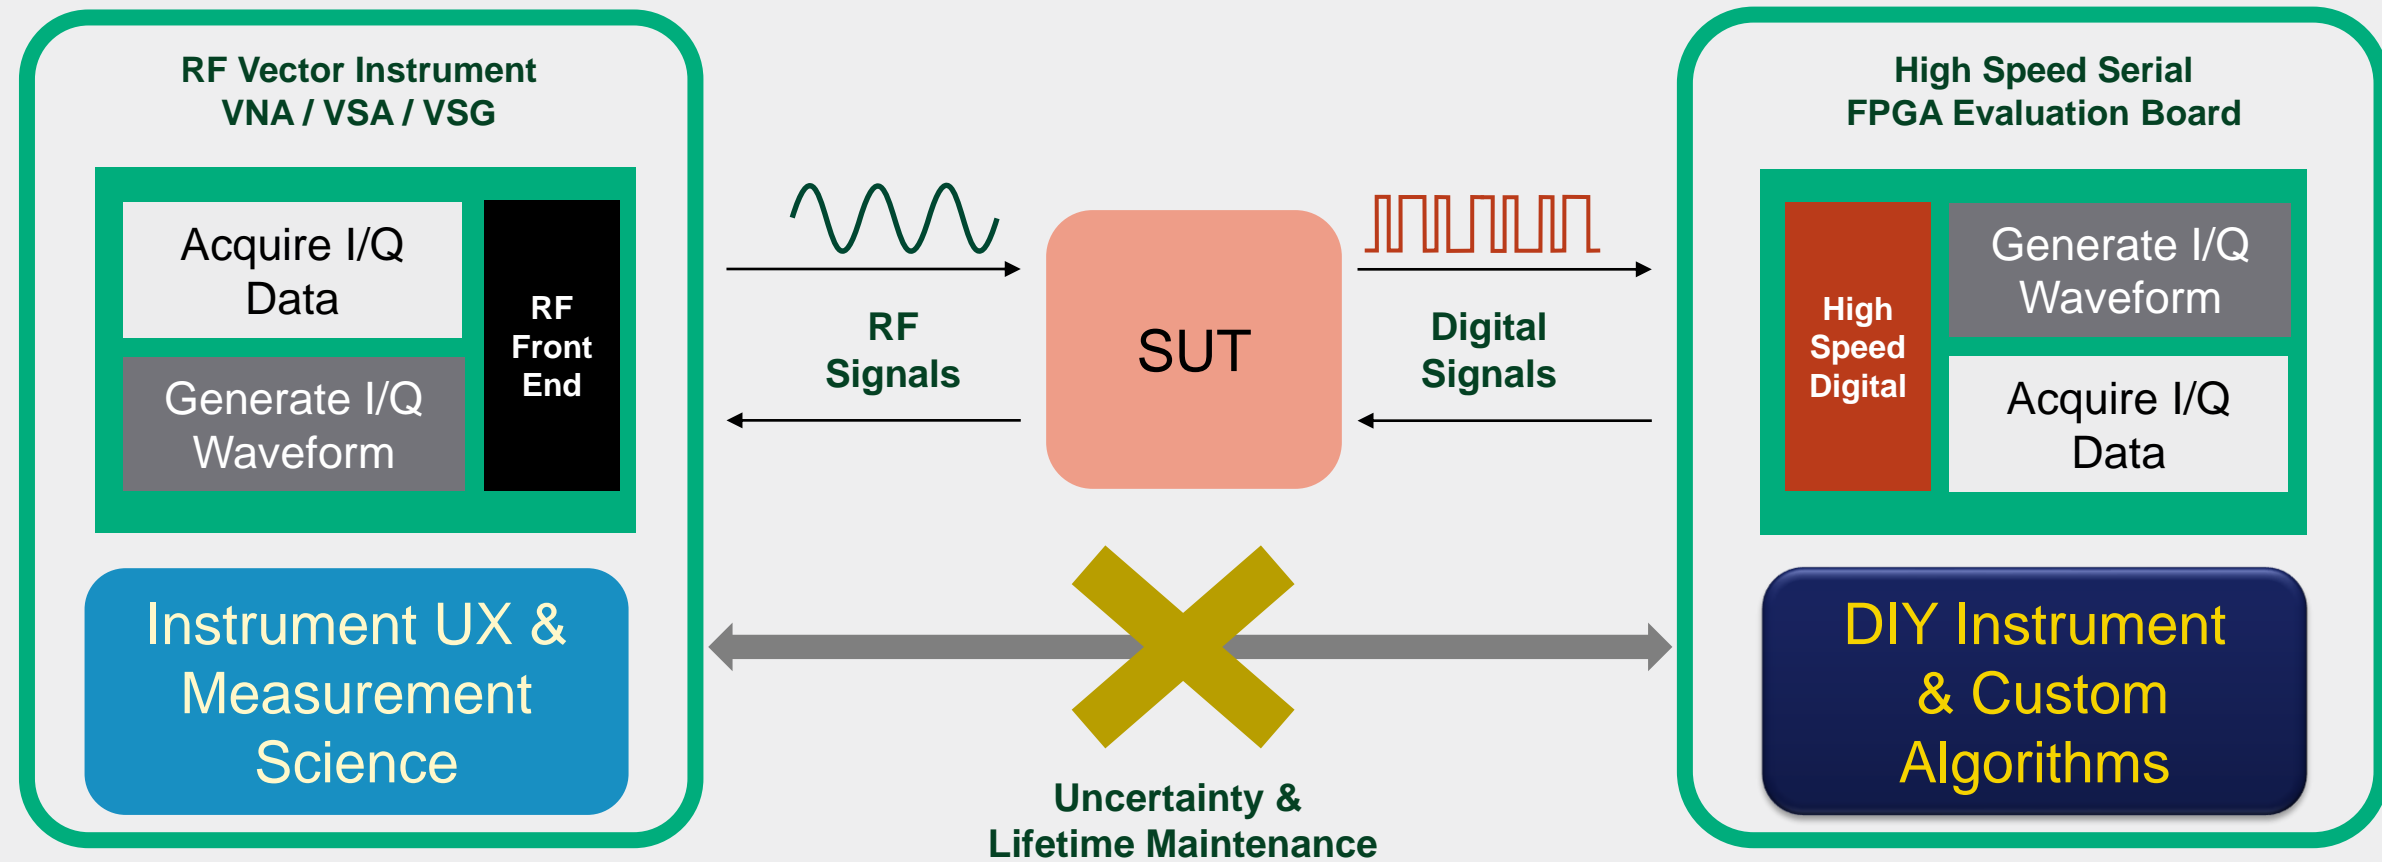 RF Vector Instrument
VNA / VSA / VSG
Acquire I/Q
Data
Generate I/Q
Waveform
RF
Front
End
Instrument UX &
Measurement
Science
RF
Signals
SUT
Digital
Signals
Uncertainty &
Lifetime Maintenance
High Speed Serial
FPGA Evaluation Board
High
Speed
Digital
Generate I/Q
Waveform
Acquire I/Q
Data
DIY Instrument
& Custom
Algorithms